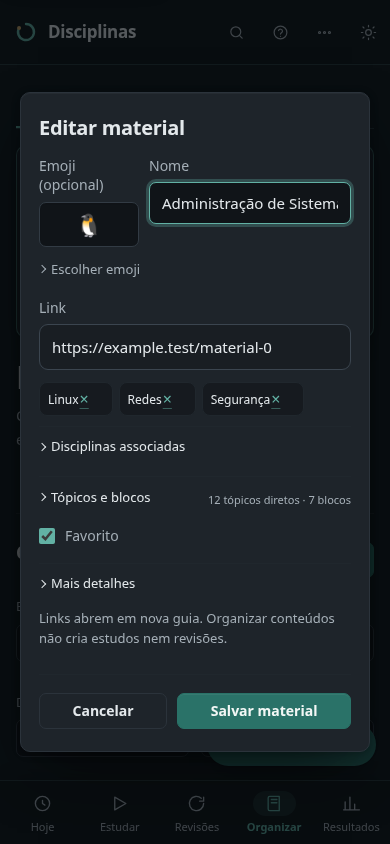 Disciplinas
Editar material
Emoji
(opcional)
Nome
Administração de Sistema
Escolher emoji
Link
https://example.test/material-0
Linux✕ Redes✕ Segurança✕
Disciplinas associadas
Tópicos e blocos 12 tópicos diretos · 7 blocos
Favorito
Mais detalhes
Links abrem em nova guia. Organizar conteúdos
não cria estudos nem revisões.
Cancelar Salvar material
Hoje Estudar Revisões Organizar Resultados